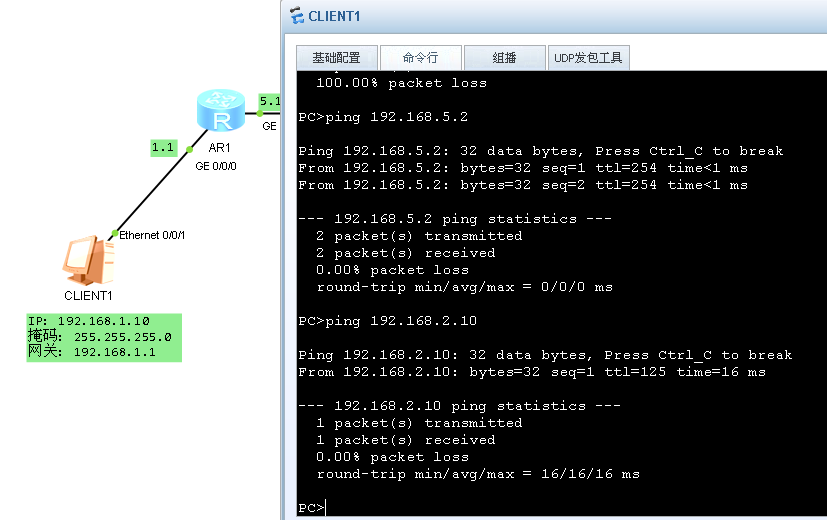 CLIENT1
基础配置 命令行 组播 UDP发包工具
100.00% packet loss
PC>ping 192.168.5.2
Ping 192.168.5.2: 32 data bytes, Press Ctrl_C to break
From 192.168.5.2: bytes=32 seq=1 ttl=254 time<1 ms
From 192.168.5.2: bytes=32 seq=2 ttl=254 time<1 ms
--- 192.168.5.2 ping statistics ---
2 packet(s) transmitted
2 packet(s) received
0.00% packet loss
round-trip min/avg/max = 0/0/0 ms
PC>ping 192.168.2.10
Ping 192.168.2.10: 32 data bytes, Press Ctrl_C to break
From 192.168.2.10: bytes=32 seq=1 ttl=125 time=16 ms
--- 192.168.2.10 ping statistics ---
1 packet(s) transmitted
1 packet(s) received
0.00% packet loss
round-trip min/avg/max = 16/16/16 ms
PC>
5.1
R
GE
1.1
AR1
GE 0/0/0
Ethernet 0/0/1
CLIENT1
IP: 192.168.1.10
掩码: 255.255.255.0
网关: 192.168.1.1